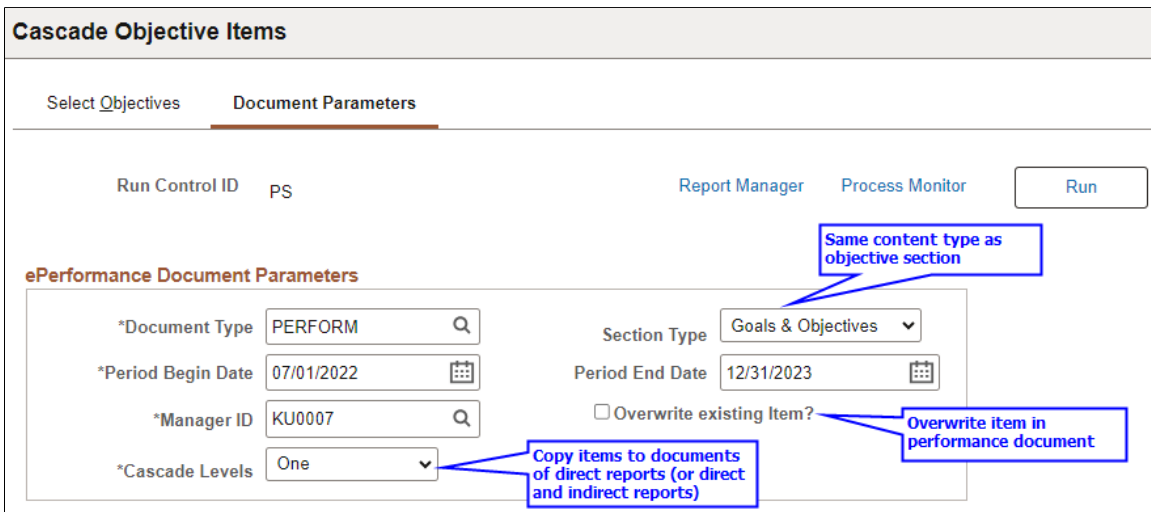 Cascade Objective Items
Select Objectives Document Parameters
Run Control ID PS Report Manager Process Monitor Run
Same content type as
objective section
ePerformance Document Parameters
*Document Type PERFORM Section Type Goals & Objectives
*Period Begin Date 07/01/2022 Period End Date 12/31/2023
*Manager ID KU0007 Overwrite existing Item?
Overwrite item in
performance document
*Cascade Levels One
Copy items to documents
of direct reports (or direct
and indirect reports)